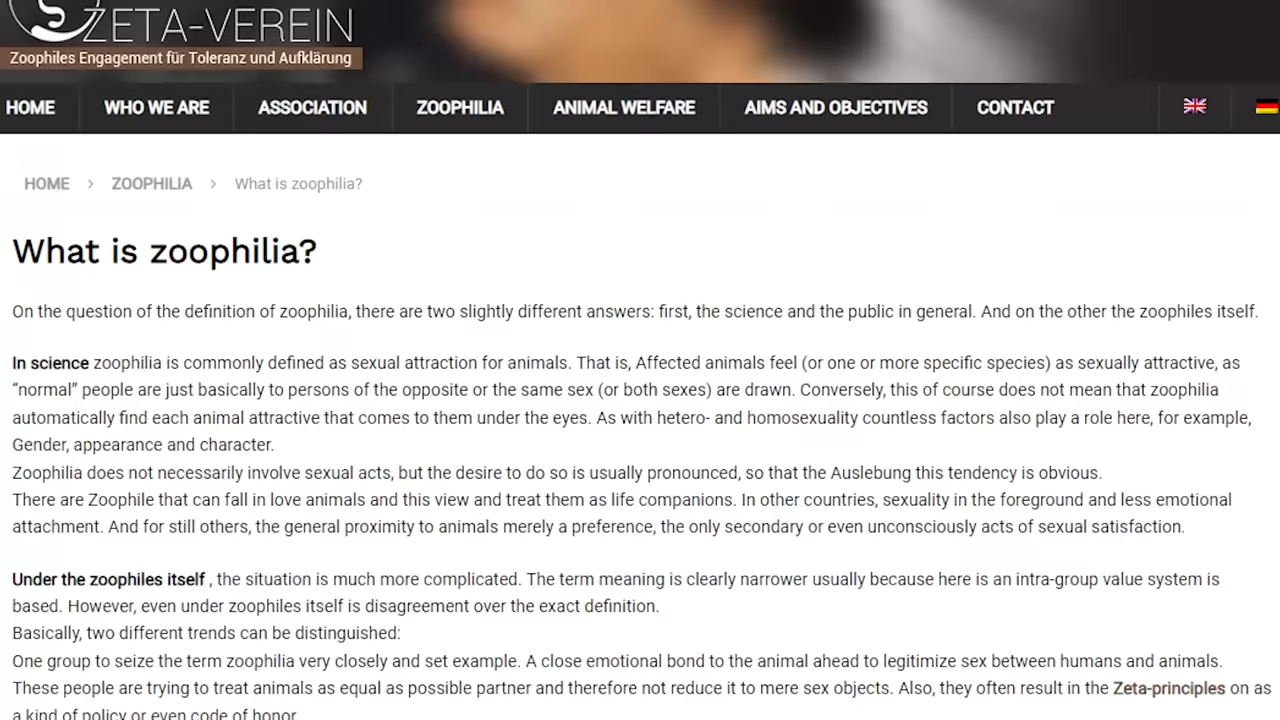 ZETA-VEREIN
Zoophiles Engagement für Toleranz und Aufklärung
HOME WHO WE ARE ASSOCIATION ZOOPHILIA ANIMAL WELFARE AIMS AND OBJECTIVES CONTACT
HOME > ZOOPHILIA > What is zoophilia?
What is zoophilia?
On the question of the definition of zoophilia, there are two slightly different answers: first, the science and the public in general. And on the other the zoophiles itself.
In science zoophilia is commonly defined as sexual attraction for animals. That is, Affected animals feel (or one or more specific species) as sexually attractive, as
“normal” people are just basically to persons of the opposite or the same sex (or both sexes) are drawn. Conversely, this of course does not mean that zoophilia
automatically find each animal attractive that comes to them under the eyes. As with hetero- and homosexuality countless factors also play a role here, for example,
Gender, appearance and character.
Zoophilia does not necessarily involve sexual acts, but the desire to do so is usually pronounced, so that the Auslebung this tendency is obvious.
There are Zoophile that can fall in love animals and this view and treat them as life companions. In other countries, sexuality in the foreground and less emotional
attachment. And for still others, the general proximity to animals merely a preference, the only secondary or even unconsciously acts of sexual satisfaction.
Under the zoophiles itself , the situation is much more complicated. The term meaning is clearly narrower usually because here is an intra-group value system is
based. However, even under zoophiles itself is disagreement over the exact definition.
Basically, two different trends can be distinguished:
One group to seize the term zoophilia very closely and set example. A close emotional bond to the animal ahead to legitimize sex between humans and animals.
These people are trying to treat animals as equal as possible partner and therefore not reduce it to mere sex objects. Also, they often result in the Zeta-principles on as
a kind of policy or even code of honor